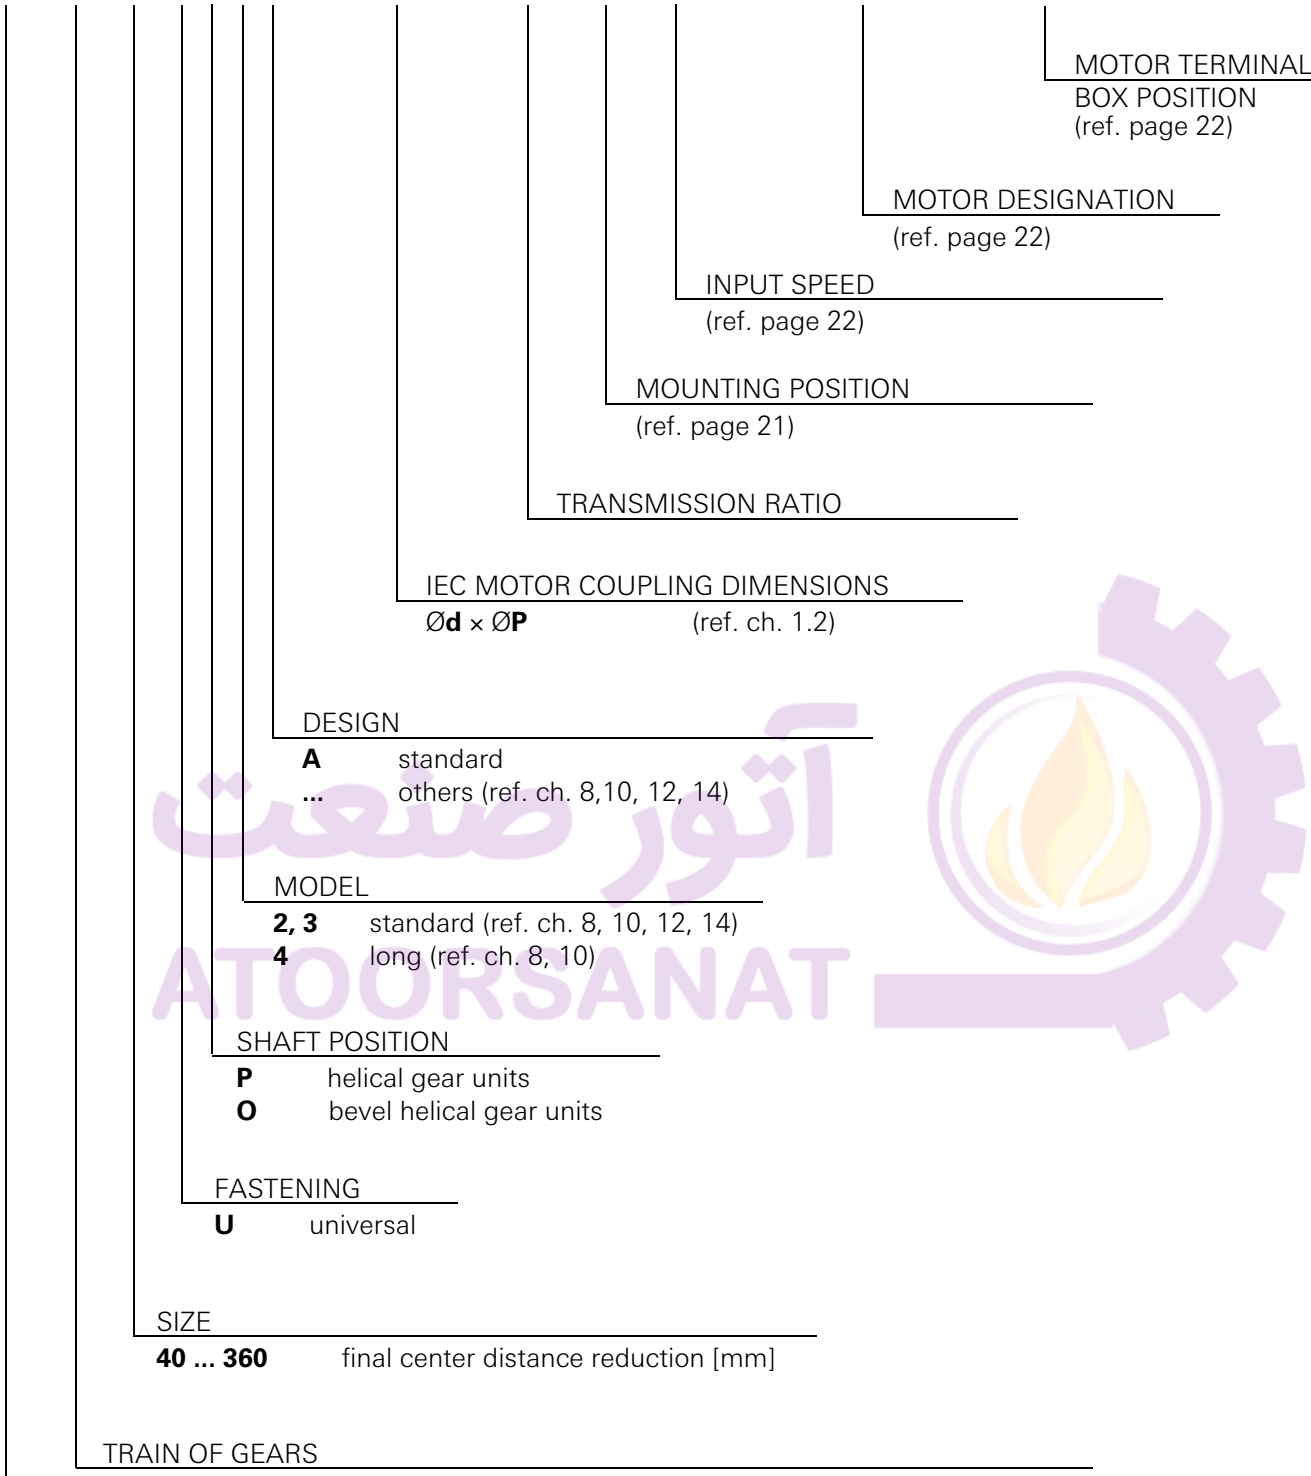 MOTOR TERMINAL
BOX POSITION
(ref. page 22)
MOTOR DESIGNATION
(ref. page 22)
INPUT SPEED
(ref. page 22)
MOUNTING POSITION
(ref. page 21)
TRANSMISSION RATIO
IEC MOTOR COUPLING DIMENSIONS
Ød × ØP (ref. ch. 1.2)
DESIGN
A standard
... others (ref. ch. 8,10, 12, 14)
آتور صنعت
MODEL
2, 3 standard (ref. ch. 8, 10, 12, 14)
4 long (ref. ch. 8, 10)
ATOORSANAT
SHAFT POSITION
P helical gear units
O bevel helical gear units
FASTENING
U universal
SIZE
40 ... 360 final center distance reduction [mm]
TRAIN OF GEARS